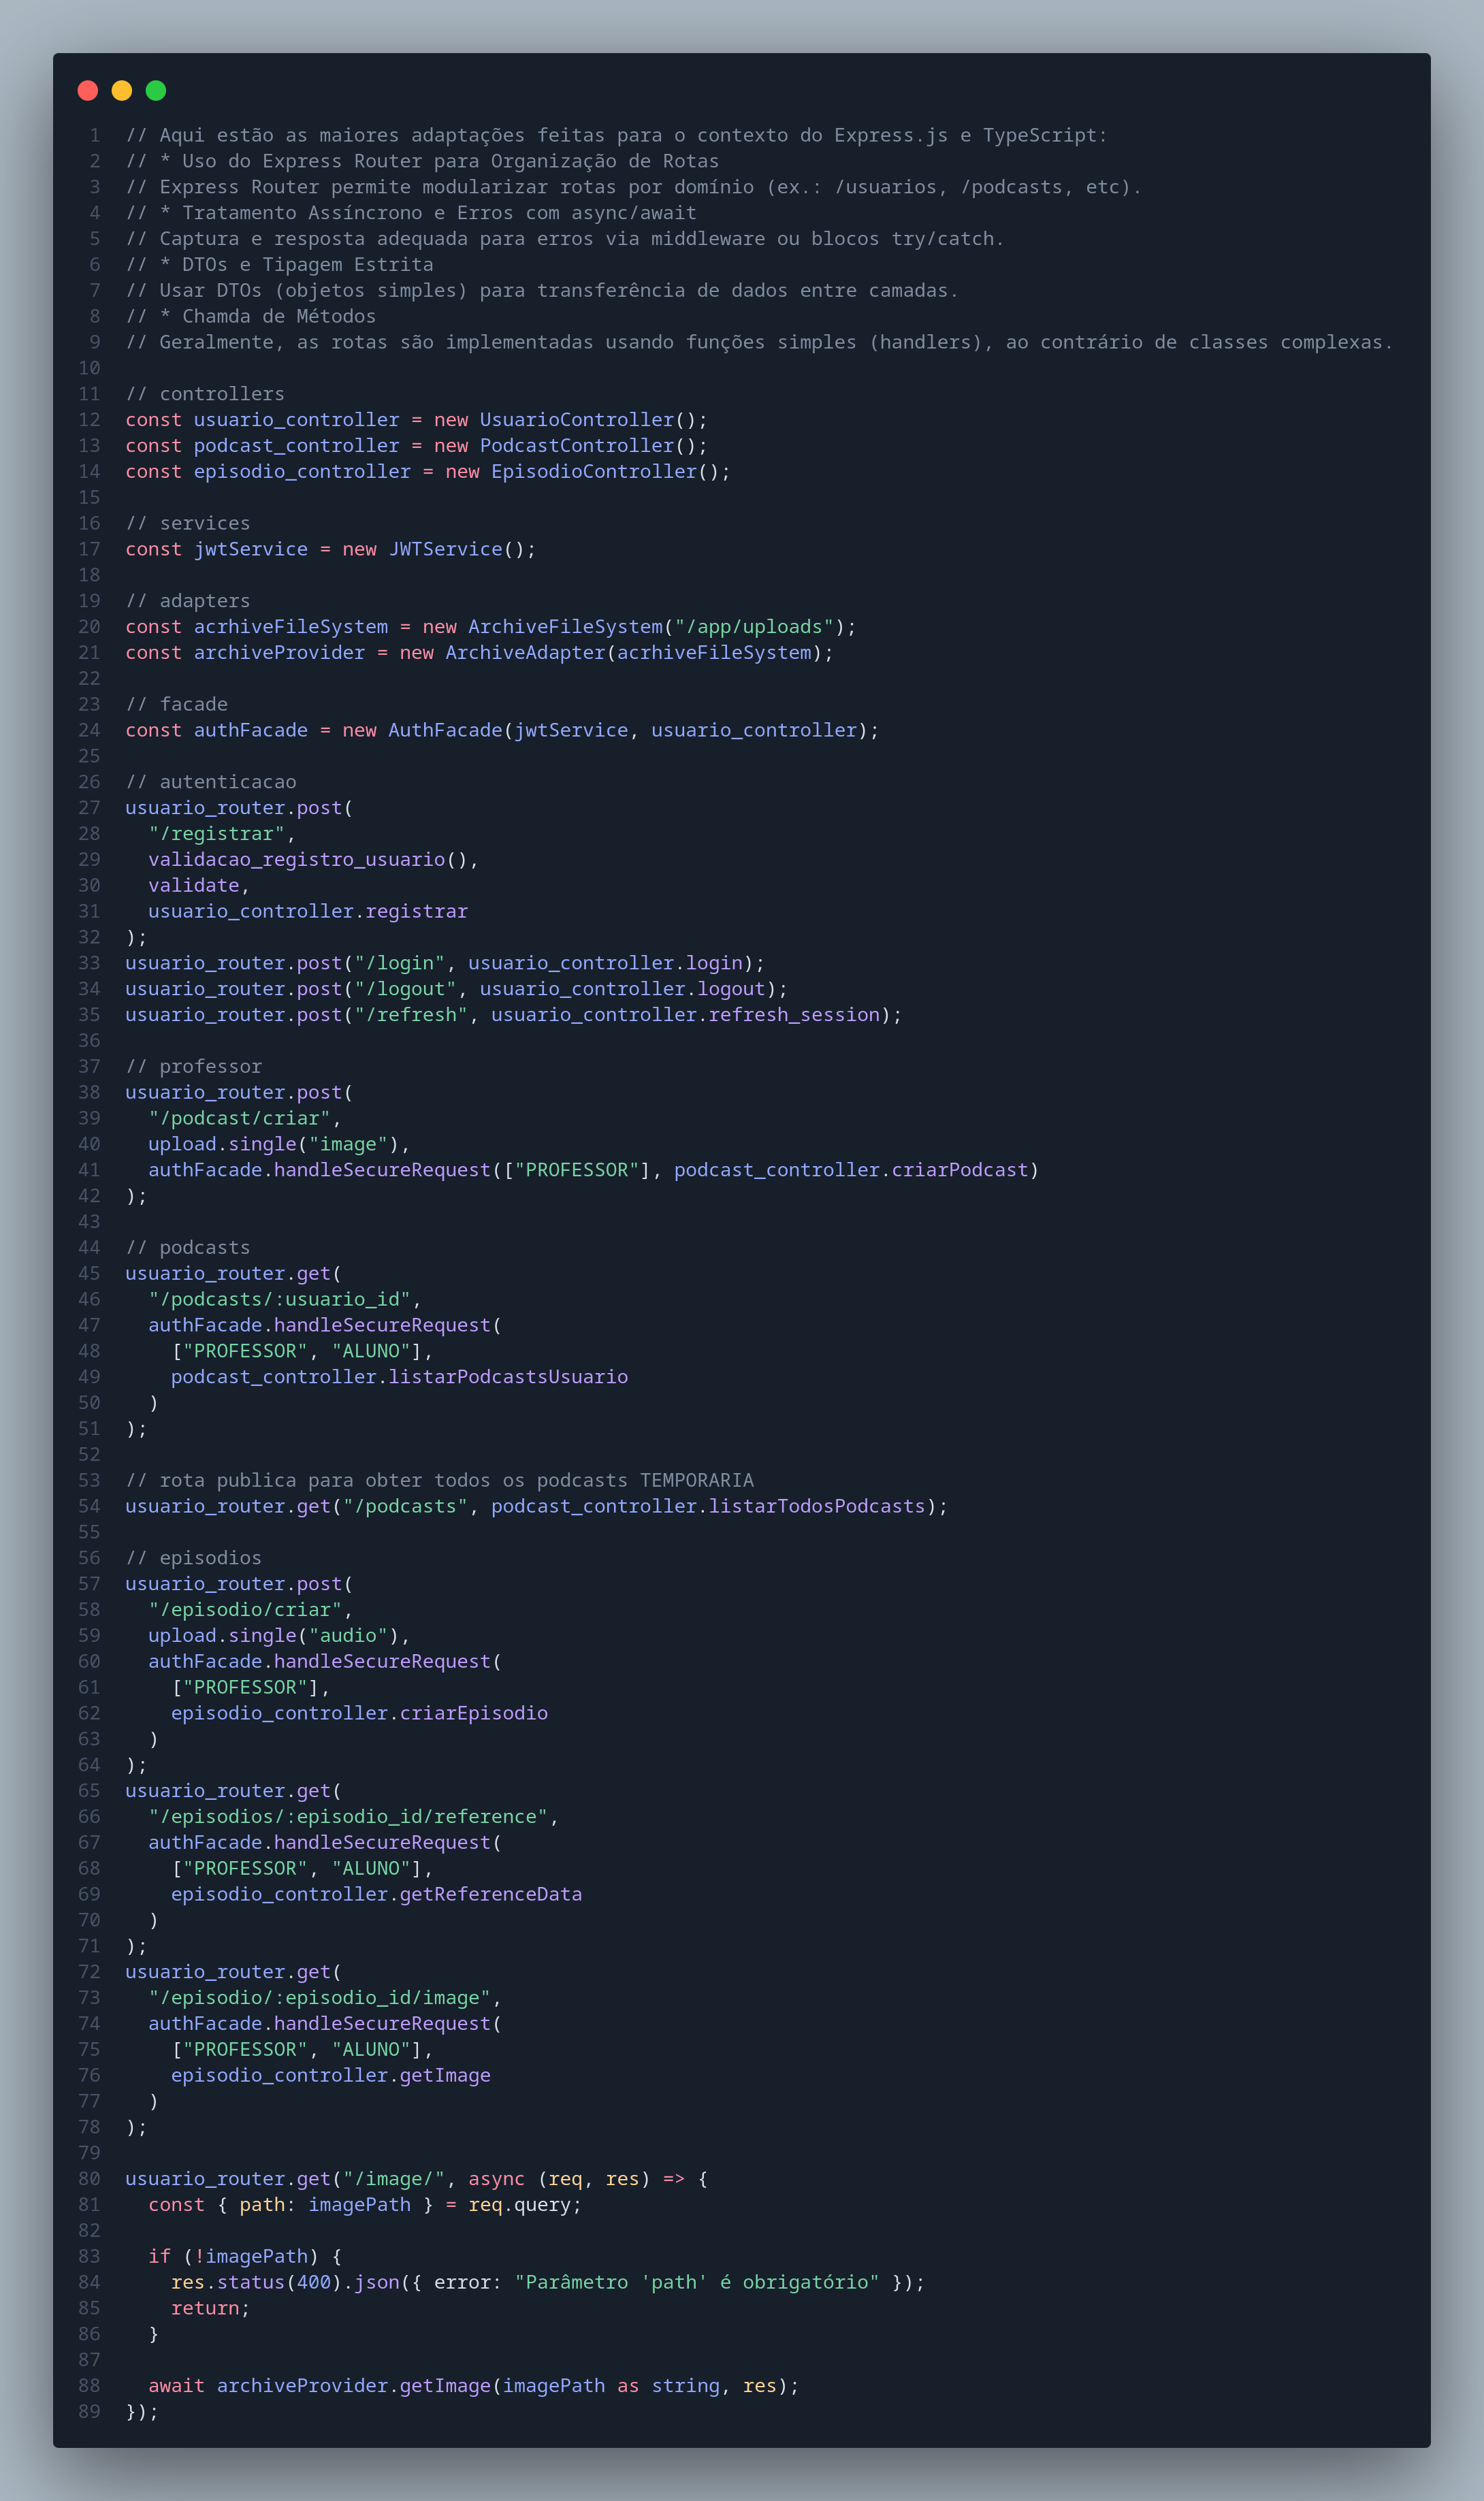 1 // Aqui estão as maiores adaptações feitas para o contexto do Express.js e TypeScript:
2 // * Uso do Express Router para Organização de Rotas
3 // Express Router permite modularizar rotas por domínio (ex.: /usuarios, /podcasts, etc).
4 // * Tratamento Assíncrono e Erros com async/await
5 // Captura e resposta adequada para erros via middleware ou blocos try/catch.
6 // * DTOs e Tipagem Estrita
7 // Usar DTOs (objetos simples) para transferência de dados entre camadas.
8 // * Chamda de Métodos
9 // Geralmente, as rotas são implementadas usando funções simples (handlers), ao contrário de classes complexas.
10
11 // controllers
12 const usuario_controller = new UsuarioController();
13 const podcast_controller = new PodcastController();
14 const episodio_controller = new EpisodioController();
15
16 // services
17 const jwtService = new JWTService();
18
19 // adapters
20 const acrhiveFileSystem = new ArchiveFileSystem("/app/uploads");
21 const archiveProvider = new ArchiveAdapter(acrhiveFileSystem);
22
23 // facade
24 const authFacade = new AuthFacade(jwtService, usuario_controller);
25
26 // autenticacao
27 usuario_router.post(
28   "/registrar",
29   validacao_registro_usuario(),
30   validate,
31   usuario_controller.registrar
32 );
33 usuario_router.post("/login", usuario_controller.login);
34 usuario_router.post("/logout", usuario_controller.logout);
35 usuario_router.post("/refresh", usuario_controller.refresh_session);
36
37 // professor
38 usuario_router.post(
39   "/podcast/criar",
40   upload.single("image"),
41   authFacade.handleSecureRequest(["PROFESSOR"], podcast_controller.criarPodcast)
42 );
43
44 // podcasts
45 usuario_router.get(
46   "/podcasts/:usuario_id",
47   authFacade.handleSecureRequest(
48     ["PROFESSOR", "ALUNO"],
49     podcast_controller.listarPodcastsUsuario
50   )
51 );
52
53 // rota publica para obter todos os podcasts TEMPORARIA
54 usuario_router.get("/podcasts", podcast_controller.listarTodosPodcasts);
55
56 // episodios
57 usuario_router.post(
58   "/episodio/criar",
59   upload.single("audio"),
60   authFacade.handleSecureRequest(
61     ["PROFESSOR"],
62     episodio_controller.criarEpisodio
63   )
64 );
65 usuario_router.get(
66   "/episodios/:episodio_id/reference",
67   authFacade.handleSecureRequest(
68     ["PROFESSOR", "ALUNO"],
69     episodio_controller.getReferenceData
70   )
71 );
72 usuario_router.get(
73   "/episodio/:episodio_id/image",
74   authFacade.handleSecureRequest(
75     ["PROFESSOR", "ALUNO"],
76     episodio_controller.getImage
77   )
78 );
79
80 usuario_router.get("/image/", async (req, res) => {
81   const { path: imagePath } = req.query;
82
83   if (!imagePath) {
84     res.status(400).json({ error: "Parâmetro 'path' é obrigatório" });
85     return;
86   }
87
88   await archiveProvider.getImage(imagePath as string, res);
89 });